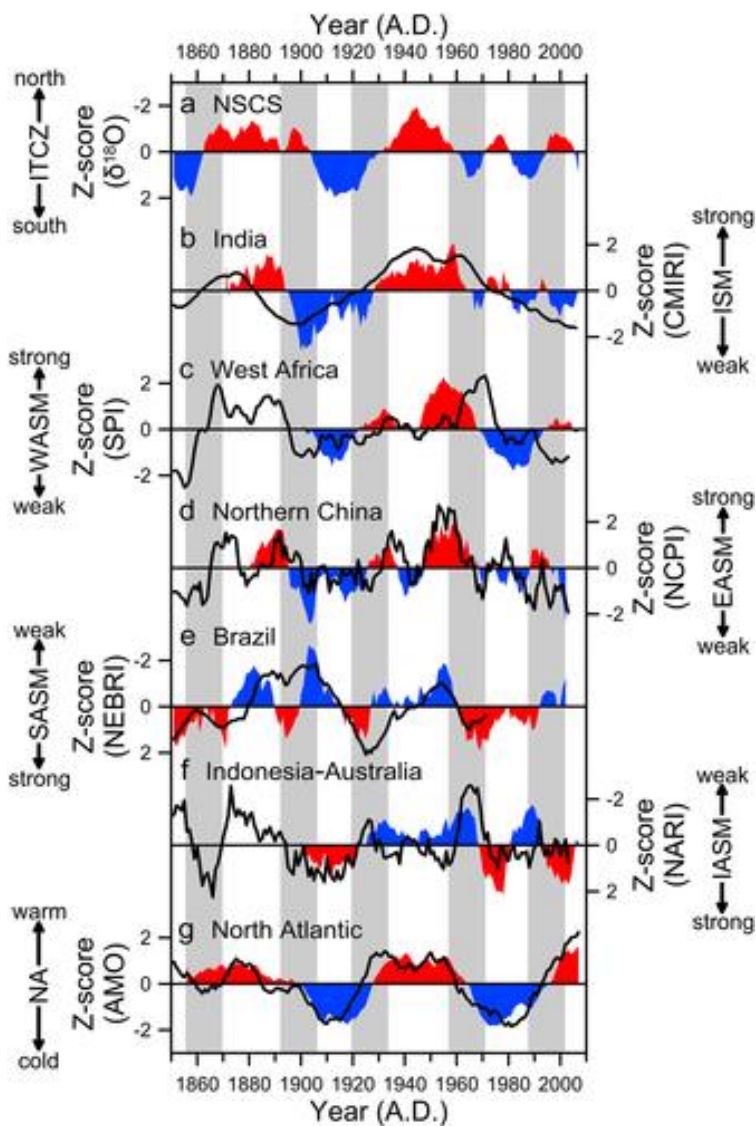 Year (A.D.)
1860 1880 1900 1920 1940 1960 1980 2000
north
ITCZ
south
Z-score
(δ¹⁸O)
-2
0
2
a NSCS
b India
2
0
-2
Z-score
(CMIRI)
strong
ISM
weak
strong
WASM
weak
Z-score
(SPI)
2
0
-2
c West Africa
d Northern China
2
0
-2
Z-score
(NCPI)
strong
EASM
weak
weak
SASM
strong
Z-score
(NEBRI)
-2
0
2
e Brazil
f Indonesia-Australia
-2
0
2
Z-score
(NARI)
weak
IASM
strong
warm
NA
cold
Z-score
(AMO)
2
0
-2
g North Atlantic
1860 1880 1900 1920 1940 1960 1980 2000
Year (A.D.)